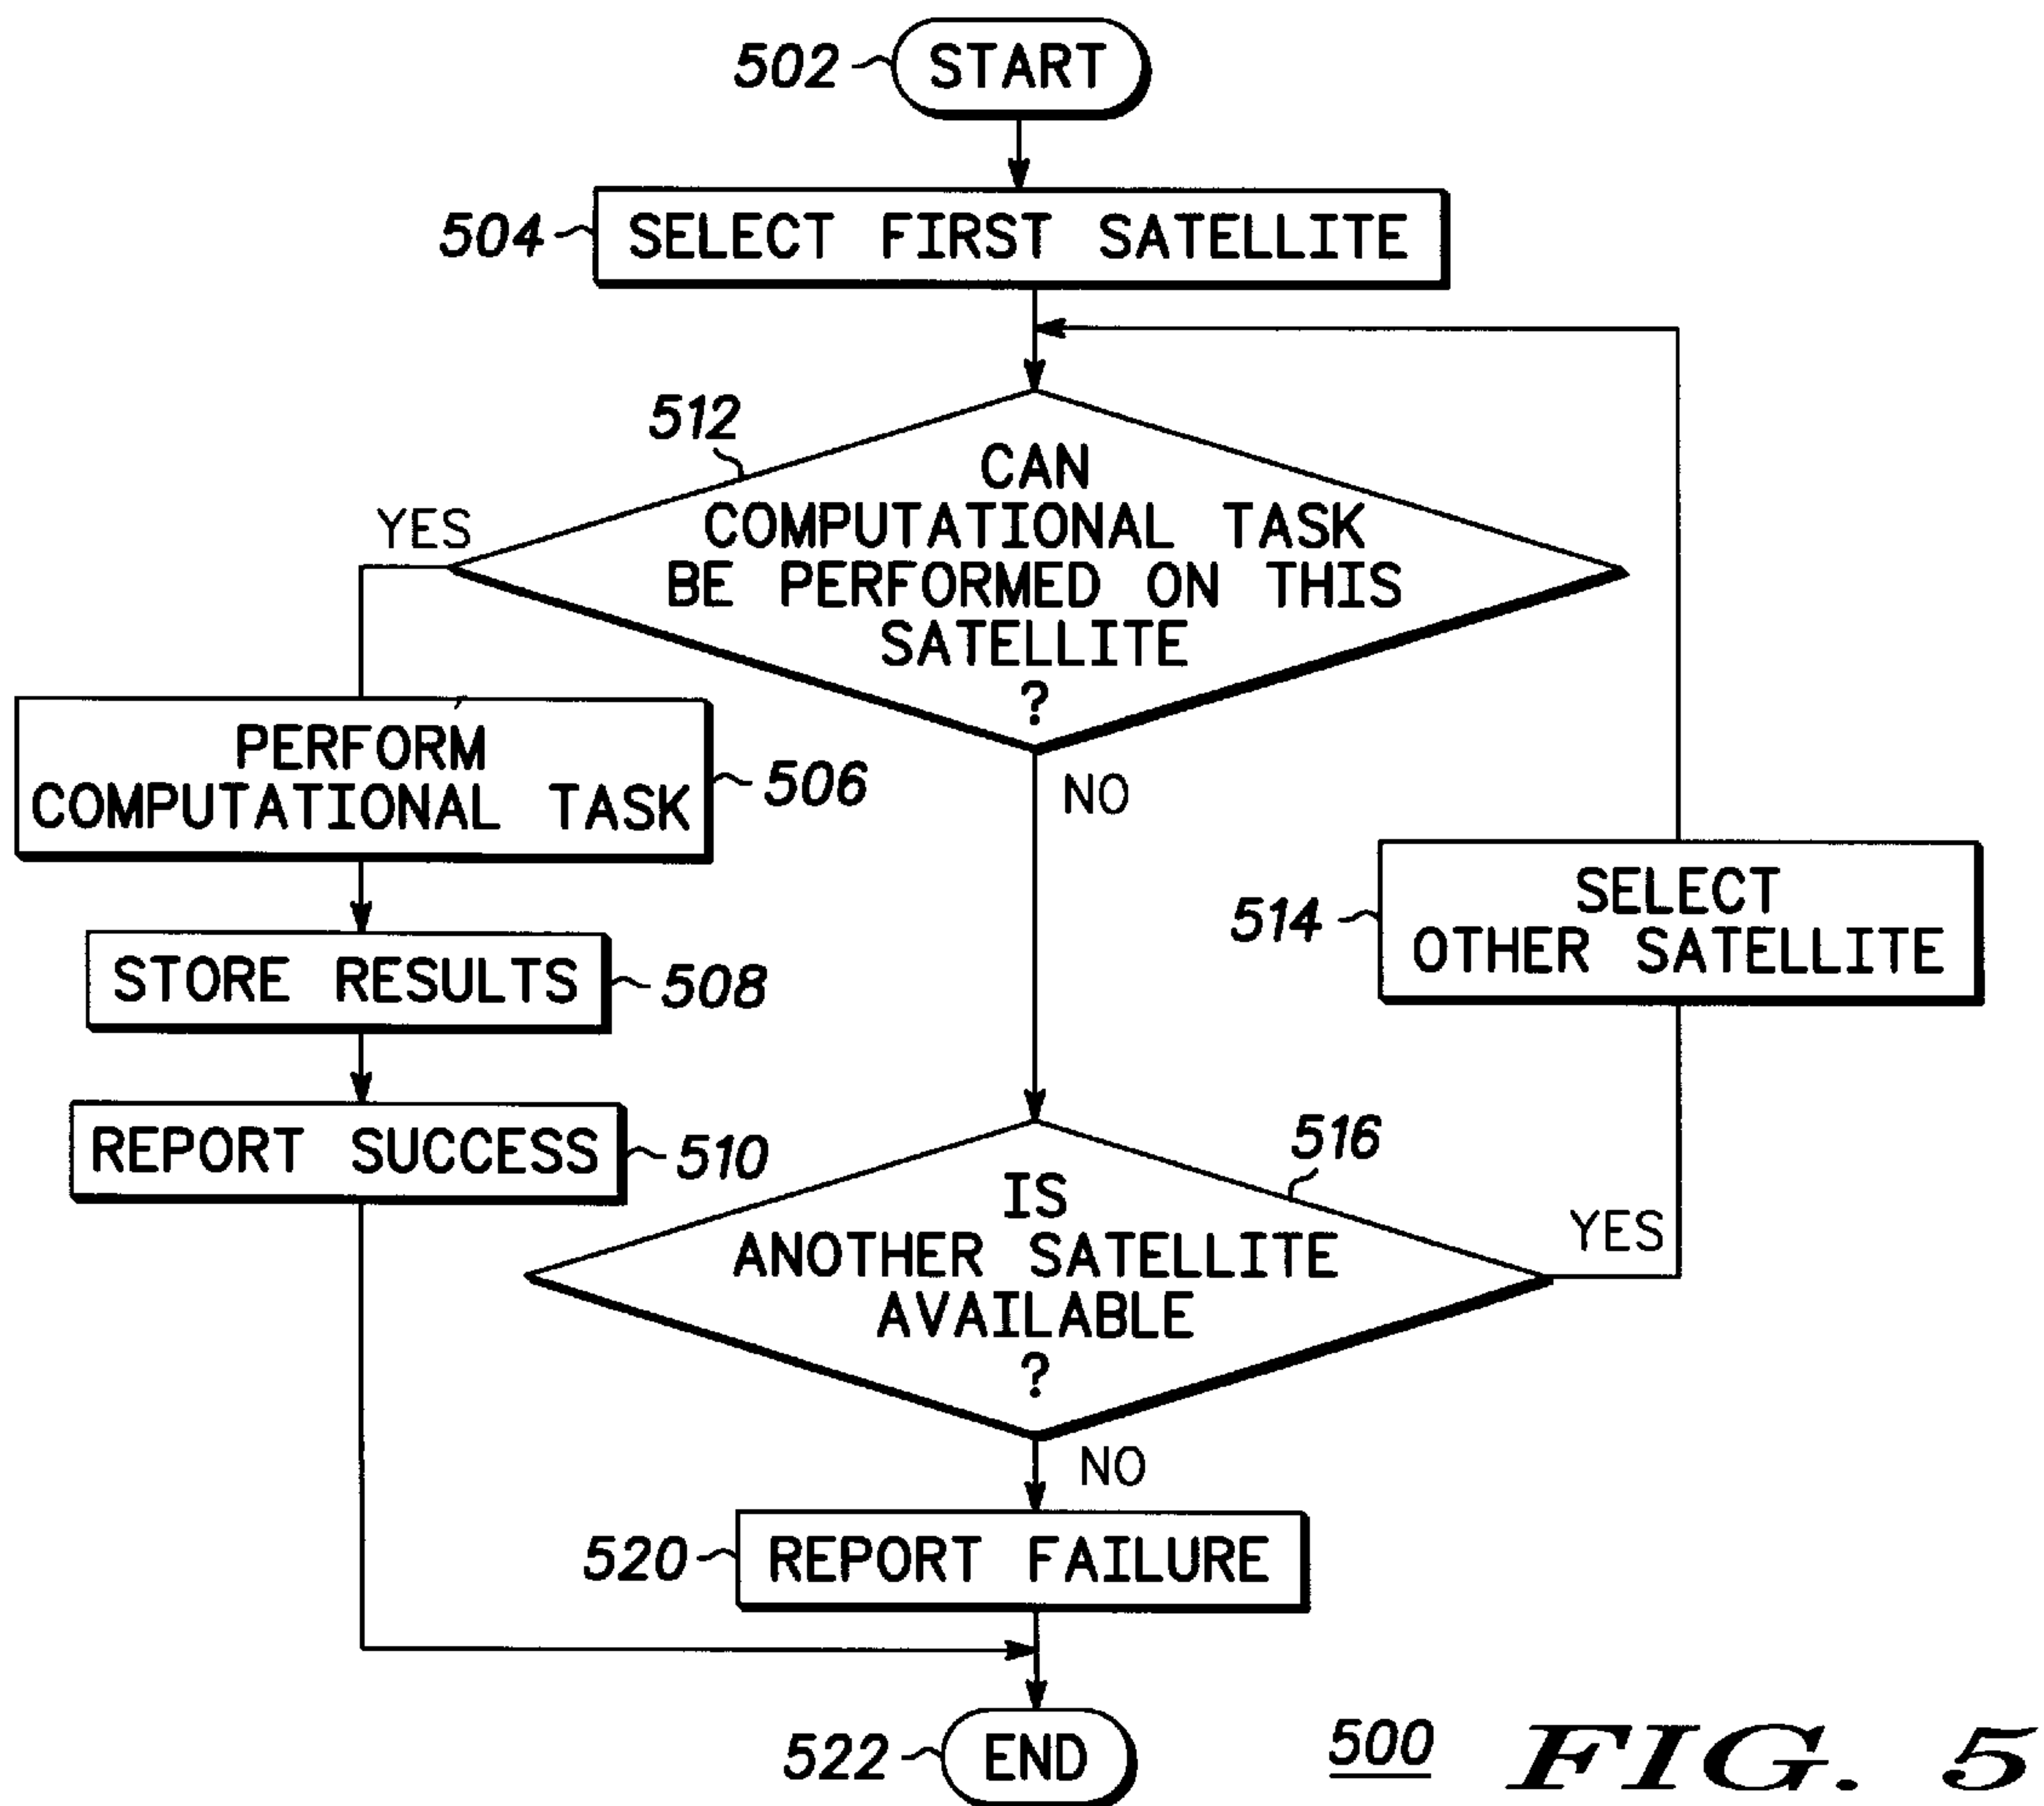 502 START
504 SELECT FIRST SATELLITE
512
CAN
COMPUTATIONAL TASK
BE PERFORMED ON THIS
SATELLITE
?
YES
NO
PERFORM
COMPUTATIONAL TASK
506
STORE RESULTS 508
REPORT SUCCESS 510
514
SELECT
OTHER SATELLITE
516
IS
ANOTHER SATELLITE
AVAILABLE
?
YES
NO
520 REPORT FAILURE
522 END
500 FIG. 5